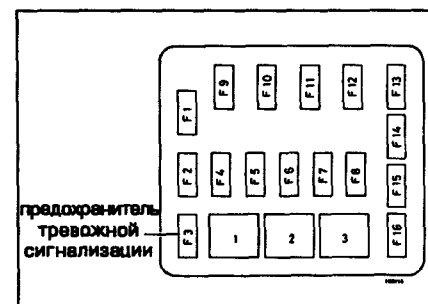 F9 F10 F11 F12 F13
F1
F14
F2 F4 F5 F6 F7 F8
F15
предохранитель
тревожной
сигнализации
F3 1 2 3 F16